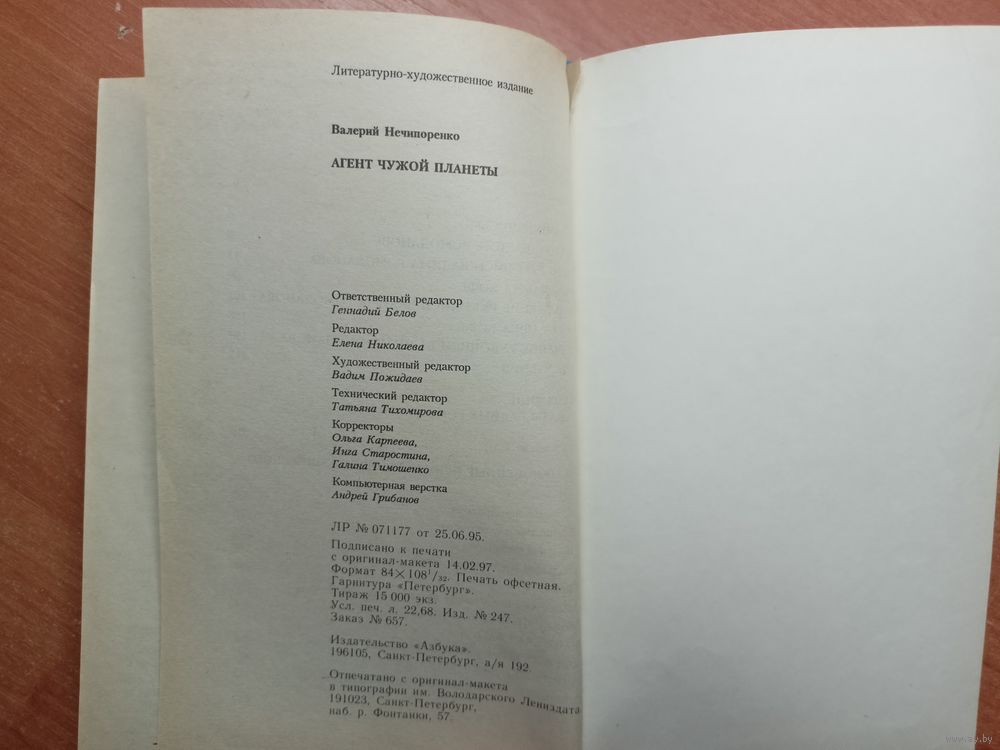 Литературно-художественное издание
Валерий Нечипоренко
АГЕНТ ЧУЖОЙ ПЛАНЕТЫ
Ответственный редактор
Геннадий Белов
Редактор
Елена Николаева
Художественный редактор
Вадим Пожидаев
Технический редактор
Татьяна Тихомирова
Корректоры
Ольга Карпеева,
Инга Старостина,
Галина Тимошенко
Компьютерная верстка
Андрей Грибанов
ЛР № 071177 от 25.06.95.
Подписано к печати
с оригинал-макета 14.02.97.
Формат 84×108¹/₃₂. Печать офсетная.
Гарнитура «Петербург».
Тираж 15 000 экз.
Усл. печ. л. 22,68. Изд. № 247.
Заказ № 657.
Издательство «Азбука».
196105, Санкт-Петербург, а/я 192.
Отпечатано с оригинал-макета
в типографии им. Володарского Лениздата
191023, Санкт-Петербург,
наб. р. Фонтанки, 57.
www.ay.by